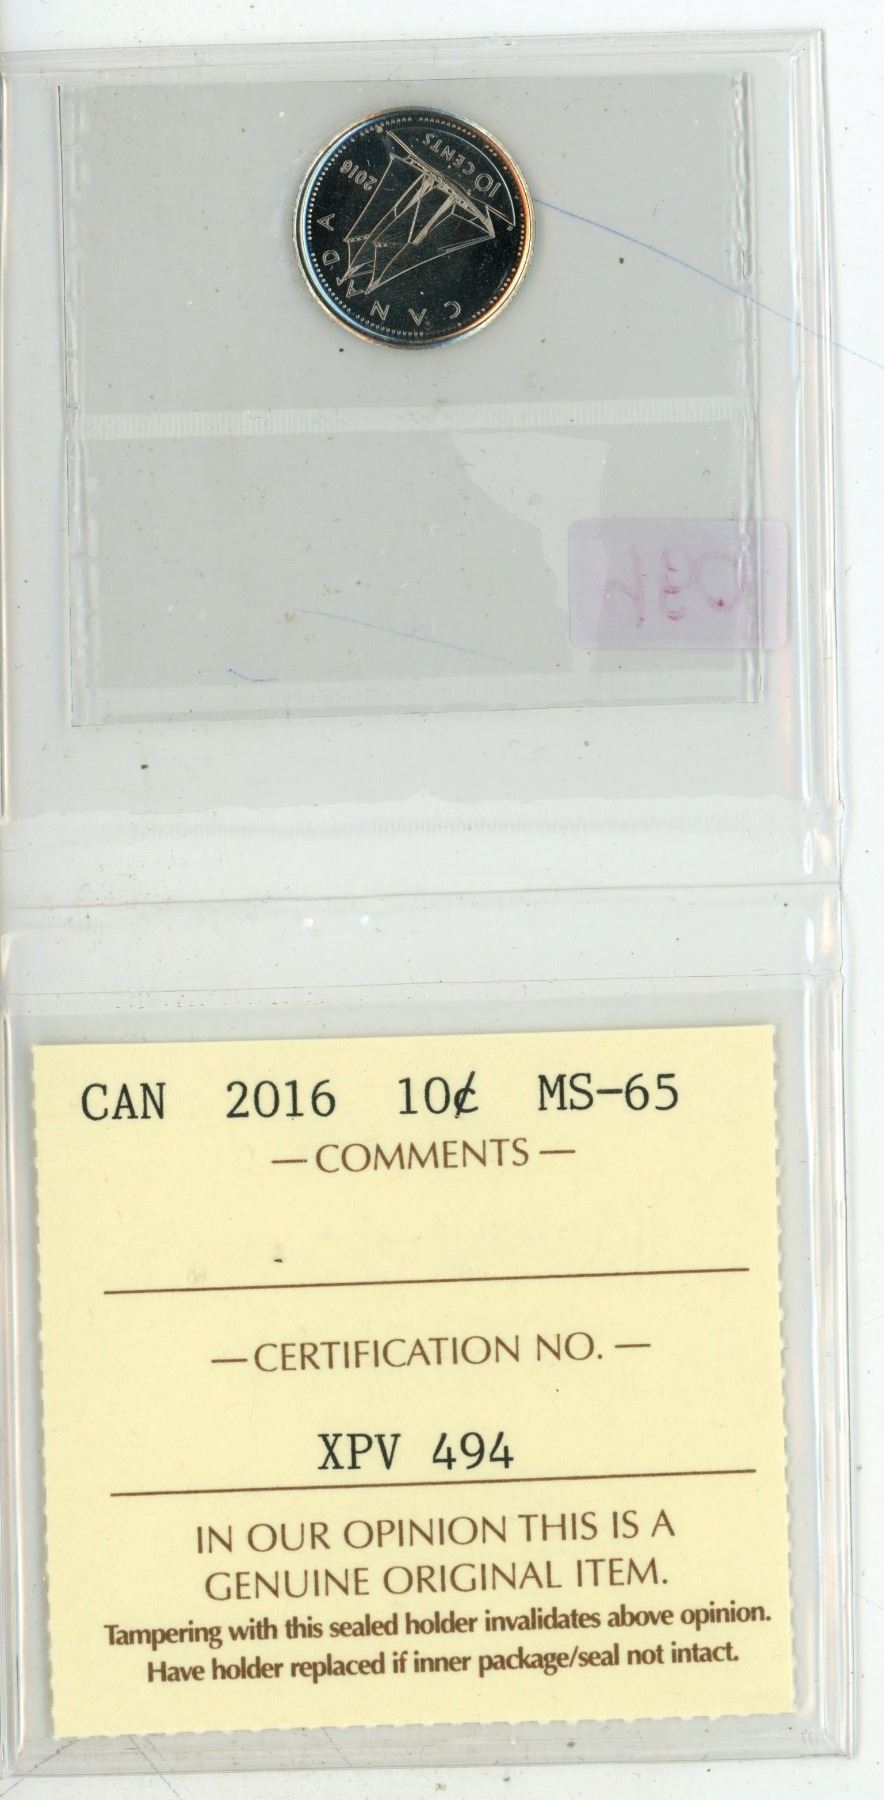 CANADA
2016
10 CENTS
CAN 2016 10¢ MS-65
— COMMENTS —
— CERTIFICATION NO. —
XPV 494
IN OUR OPINION THIS IS A
GENUINE ORIGINAL ITEM.
Tampering with this sealed holder invalidates above opinion.
Have holder replaced if inner package/seal not intact.